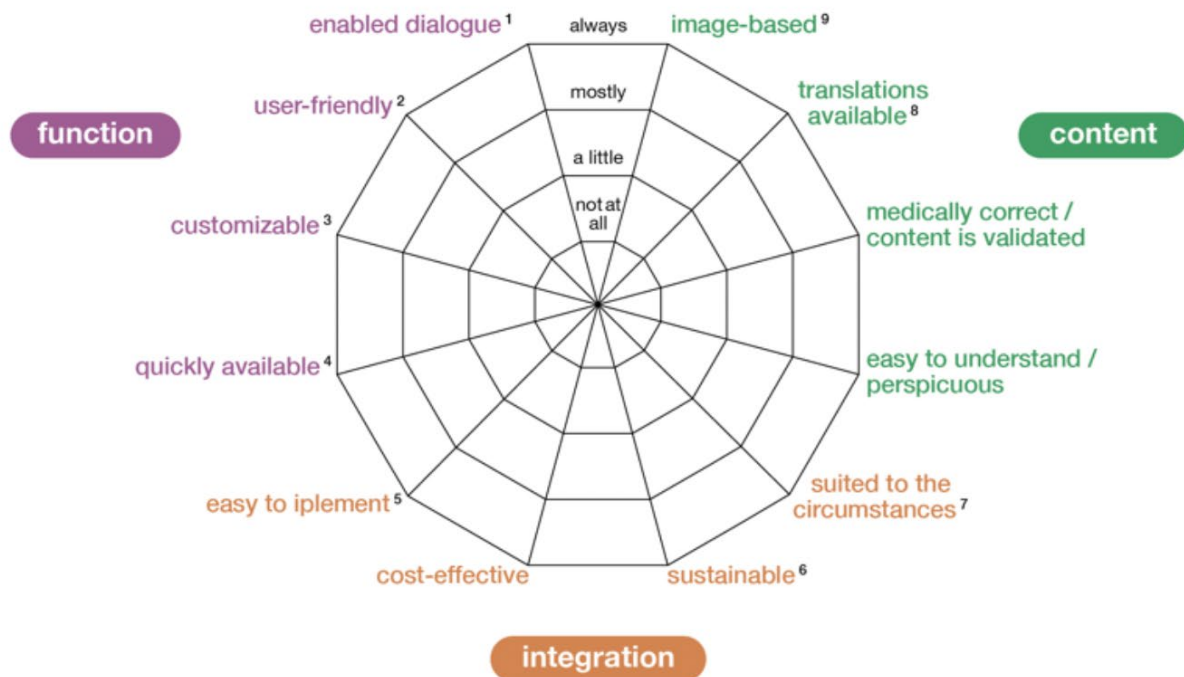 enabled dialogue 1
always
image-based 9
user-friendly 2
mostly
translations
available 8
function
content
a little
customizable 3
not at
all
medically correct /
content is validated
quickly available 4
easy to understand /
perspicuous
easy to iplement 5
suited to the
circumstances 7
cost-effective
sustainable 6
integration